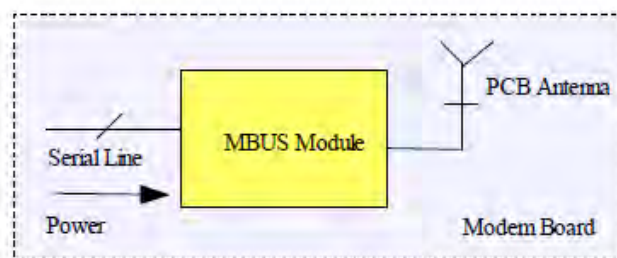 PCB Antenna
MBUS Module
Serial Line
Power
Modem Board